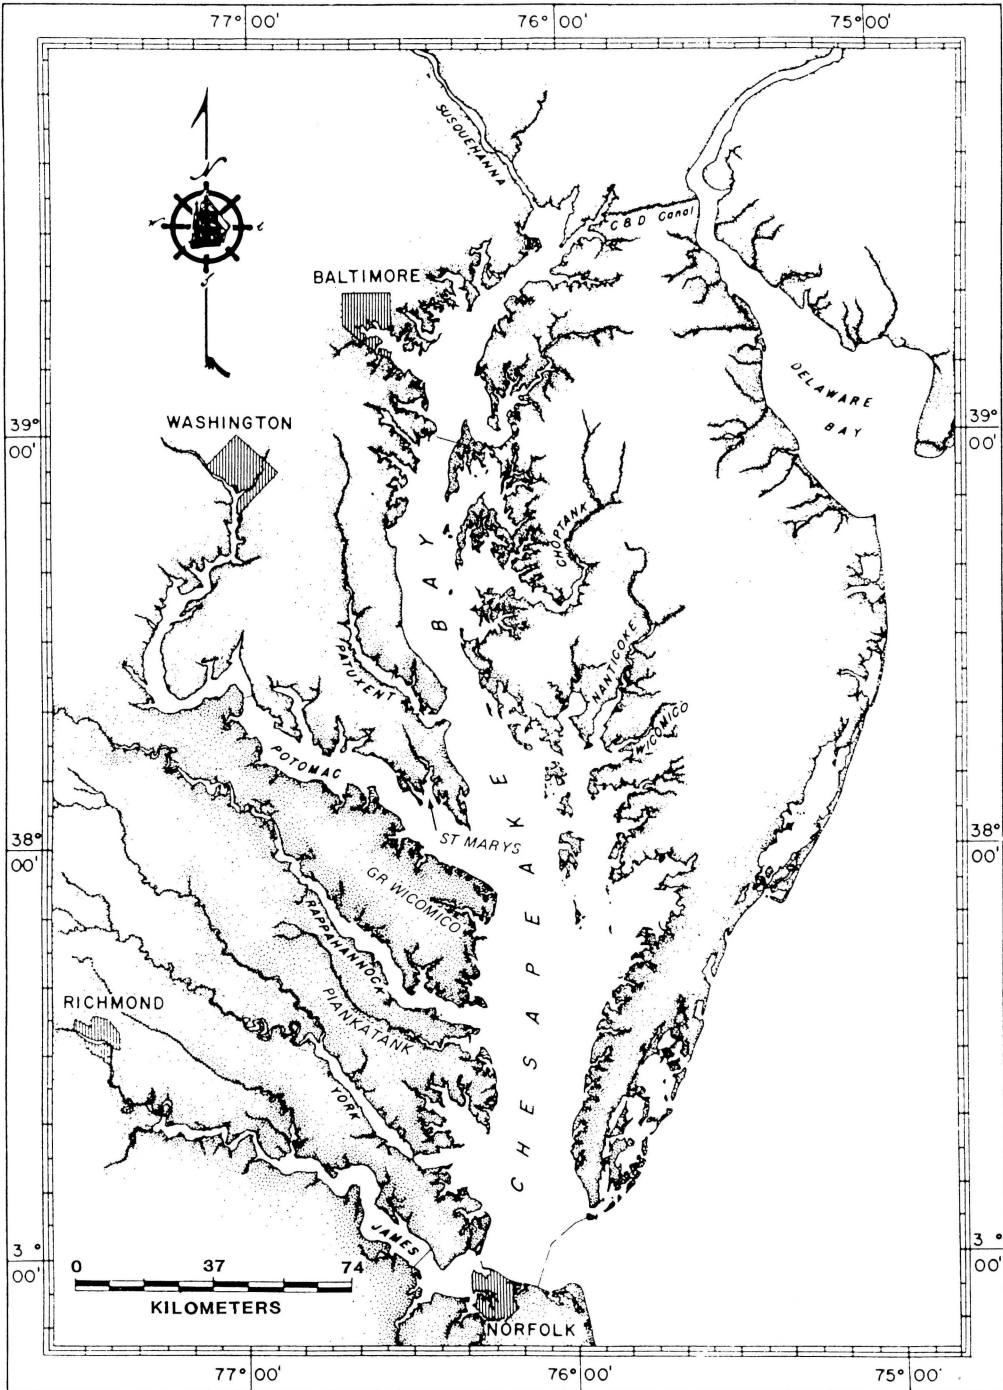 77°00'
76°00'
75°00'
SUSQUEHANNA
N
C&D Canal
BALTIMORE
DELAWARE
BAY
WASHINGTON
39°
00'
39°
00'
CHOPTANK
NANTICOKE
PATUXENT
WICOMICO
POTOMAC
ST MARYS
38°
00'
38°
00'
GR WICOMICO
RAPPAHANNOCK
CHESAPEAKE BAY
RICHMOND
PIANKATANK
YORK
JAMES
3 °
00'
3 °
00'
0 37 74
KILOMETERS
NORFOLK
77°00'
76°00'
75°00'